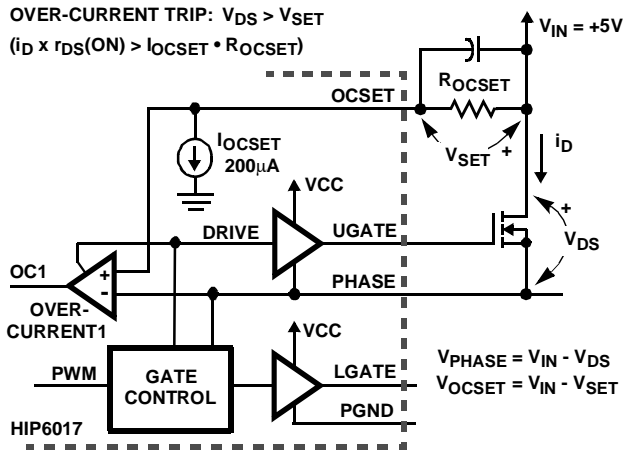 OVER-CURRENT TRIP: VDS > VSET
(iD x rDS(ON) > IOCSET • ROCSET)
VIN = +5V
ROCSET
OCSET
VSET +
iD
IOCSET
200µA
VCC
DRIVE
UGATE
+
VDS
OC1
+
-
PHASE
OVER-
CURRENT1
VCC
PWM
GATE
CONTROL
LGATE
PGND
HIP6017
VPHASE = VIN - VDS
VOCSET = VIN - VSET